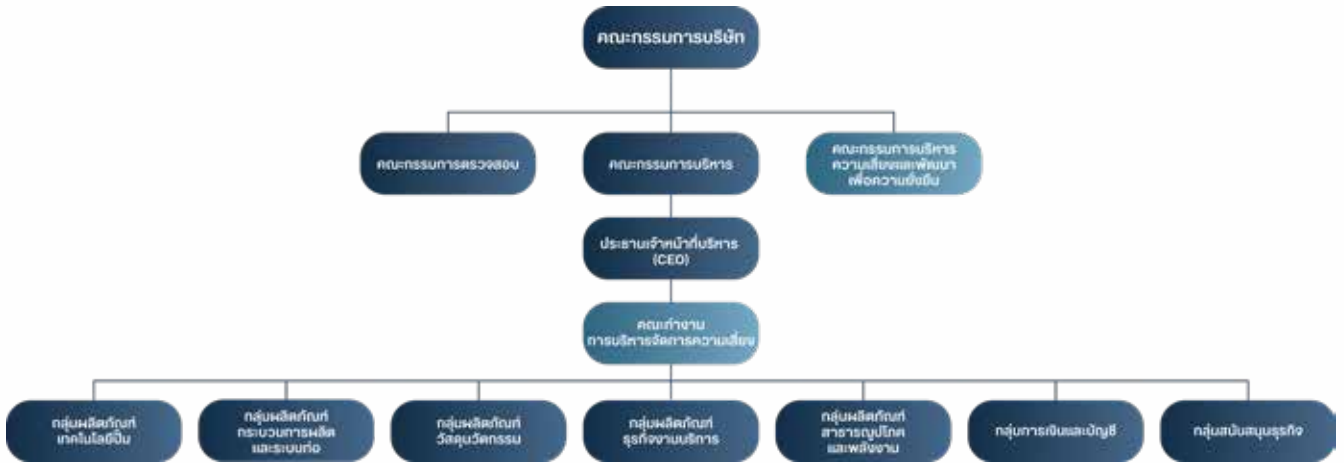 คณะกรรมการบริษัท
คณะกรรมการตรวจสอบ
คณะกรรมการบริหาร
คณะกรรมการบริหาร
ความเสี่ยงและพัฒนา
เพื่อความยั่งยืน
ประธานเจ้าหน้าที่บริหาร
(CEO)
คณะทำงาน
การบริหารจัดการความเสี่ยง
กลุ่มผลิตภัณฑ์
เทคโนโลยีปั๊ม
กลุ่มผลิตภัณฑ์
กระบวนการผลิต
และระบบท่อ
กลุ่มผลิตภัณฑ์
วัสดุนวัตกรรม
กลุ่มผลิตภัณฑ์
ธุรกิจงานบริการ
กลุ่มผลิตภัณฑ์
สาธารณูปโภค
และพลังงาน
กลุ่มการเงินและบัญชี
กลุ่มสนับสนุนธุรกิจ